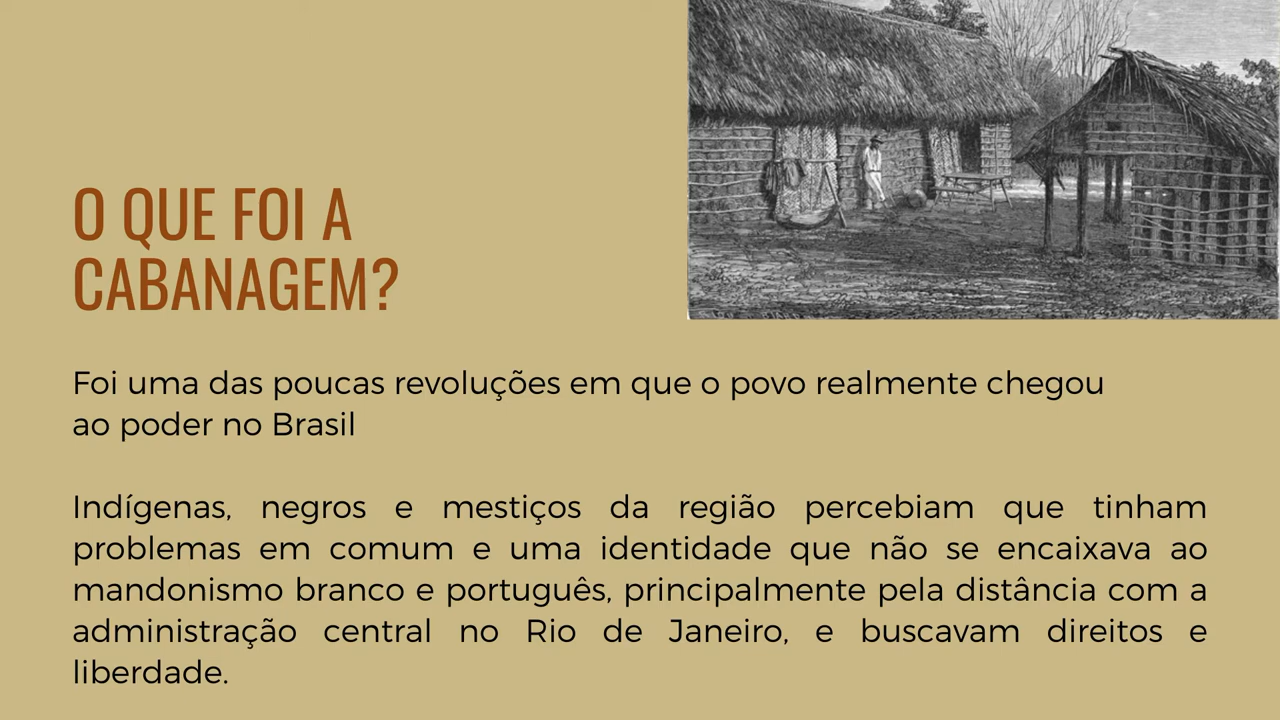 O QUE FOI A
CABANAGEM?
Foi uma das poucas revoluções em que o povo realmente chegou
ao poder no Brasil
Indígenas, negros e mestiços da região percebiam que tinham
problemas em comum e uma identidade que não se encaixava ao
mandonismo branco e português, principalmente pela distância com a
administração central no Rio de Janeiro, e buscavam direitos e
liberdade.